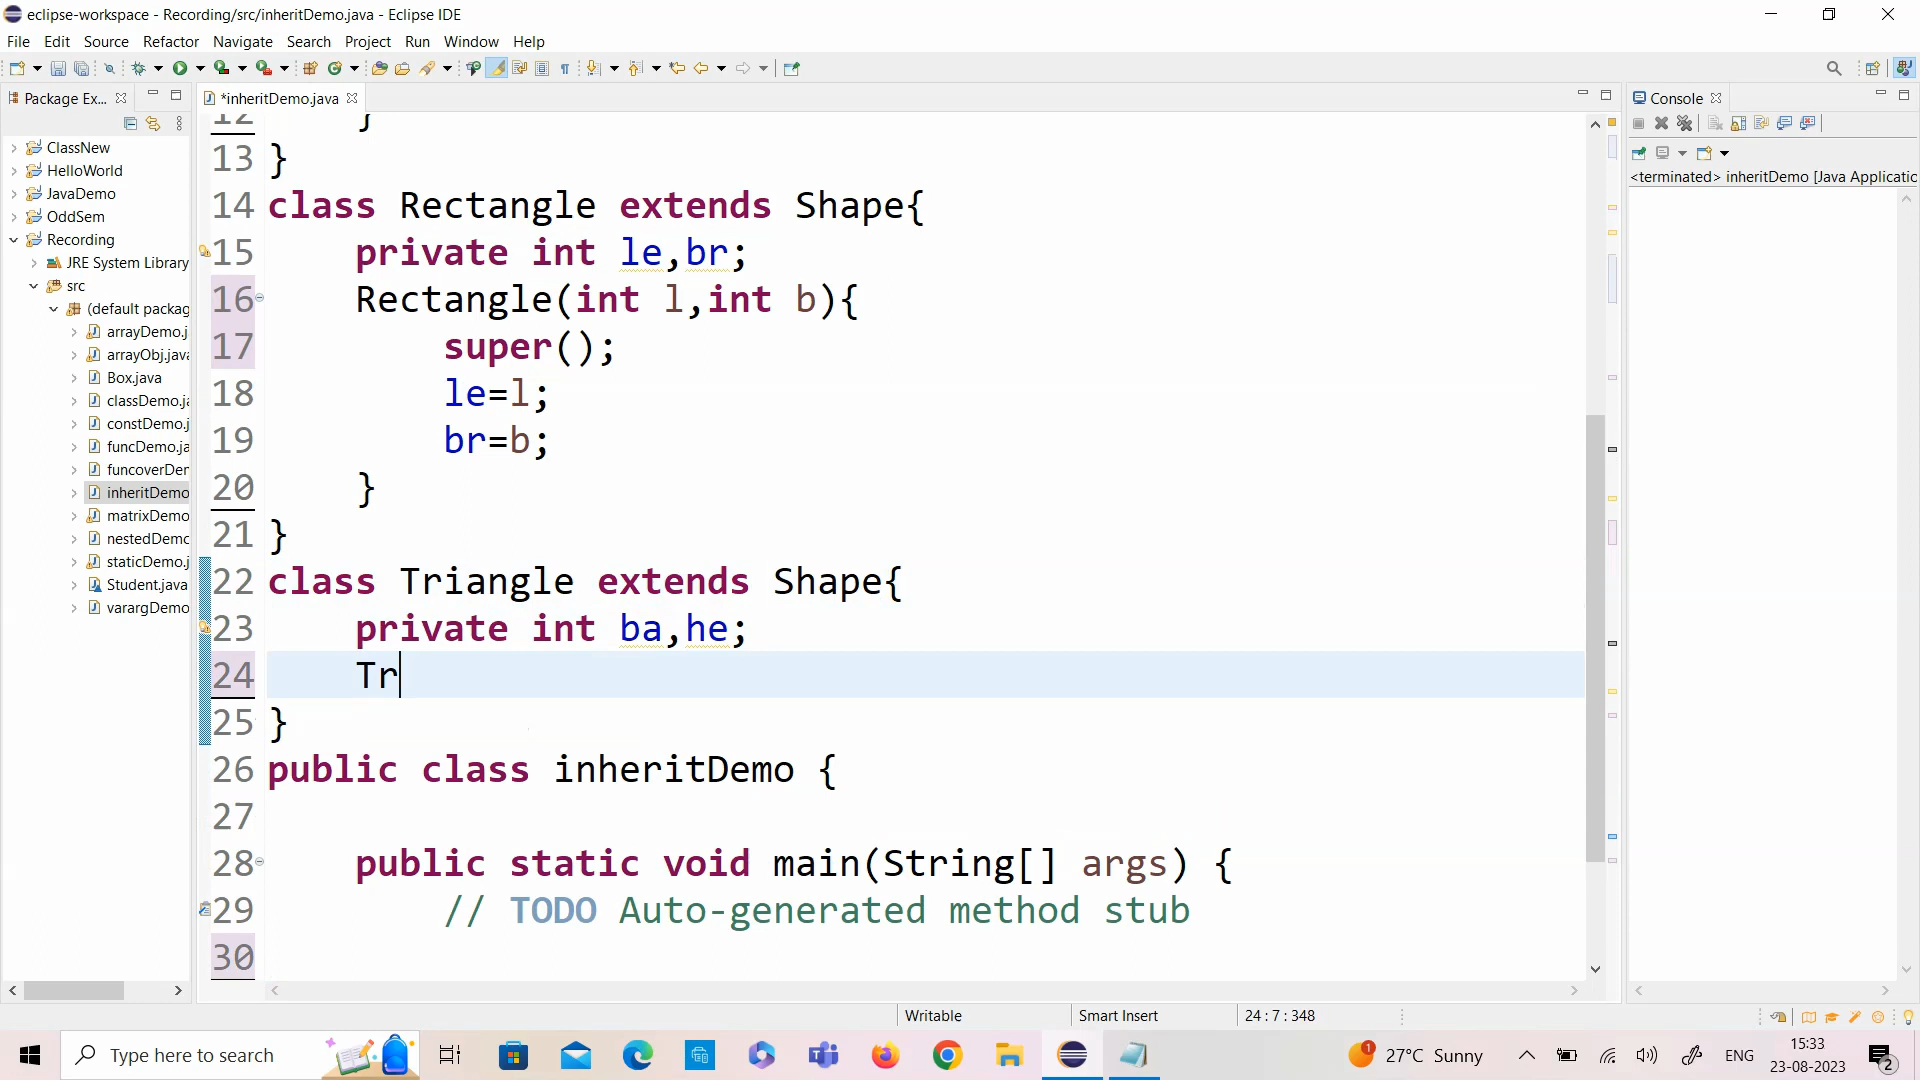 eclipse-workspace - Recording/src/inheritDemo.java - Eclipse IDE
File Edit Source Refactor Navigate Search Project Run Window Help
Package Ex...
*inheritDemo.java
Console
<terminated> inheritDemo [Java Applicatio
ClassNew
HelloWorld
JavaDemo
OddSem
Recording
JRE System Library
src
(default packag
arrayDemo.j
arrayObj.java
Box.java
classDemo.ja
constDemo.j
funcDemo.ja
funcoverDer
inheritDemo
matrixDemo
nestedDemo
staticDemo.j
Student.java
varargDemo
12 }
13 }
14 class Rectangle extends Shape{
15 private int le,br;
16 Rectangle(int l,int b){
17 super();
18 le=l;
19 br=b;
20 }
21 }
22 class Triangle extends Shape{
23 private int ba,he;
24 Tr
25 }
26 public class inheritDemo {
27
28 public static void main(String[] args) {
29 // TODO Auto-generated method stub
30
Writable Smart Insert 24 : 7 : 348
Type here to search
1
27°C Sunny
ENG
15:33
23-08-2023
2